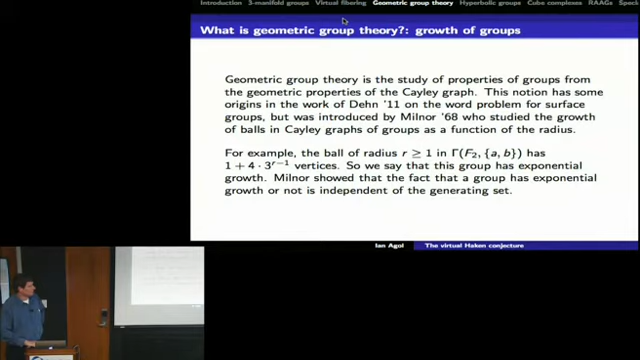 Introduction 3-manifold groups Virtual fibering Geometric group theory Hyperbolic groups Cube complexes RAAGs Spec
What is geometric group theory?: growth of groups
Geometric group theory is the study of properties of groups from
the geometric properties of the Cayley graph. This notion has some
origins in the work of Dehn '11 on the word problem for surface
groups, but was introduced by Milnor '68 who studied the growth
of balls in Cayley graphs of groups as a function of the radius.
For example, the ball of radius r ≥ 1 in Γ(F₂, {a, b}) has
1 + 4 · 3^{r−1} vertices. So we say that this group has exponential
growth. Milnor showed that the fact that a group has exponential
growth or not is independent of the generating set.
Ian Agol The virtual Haken conjecture